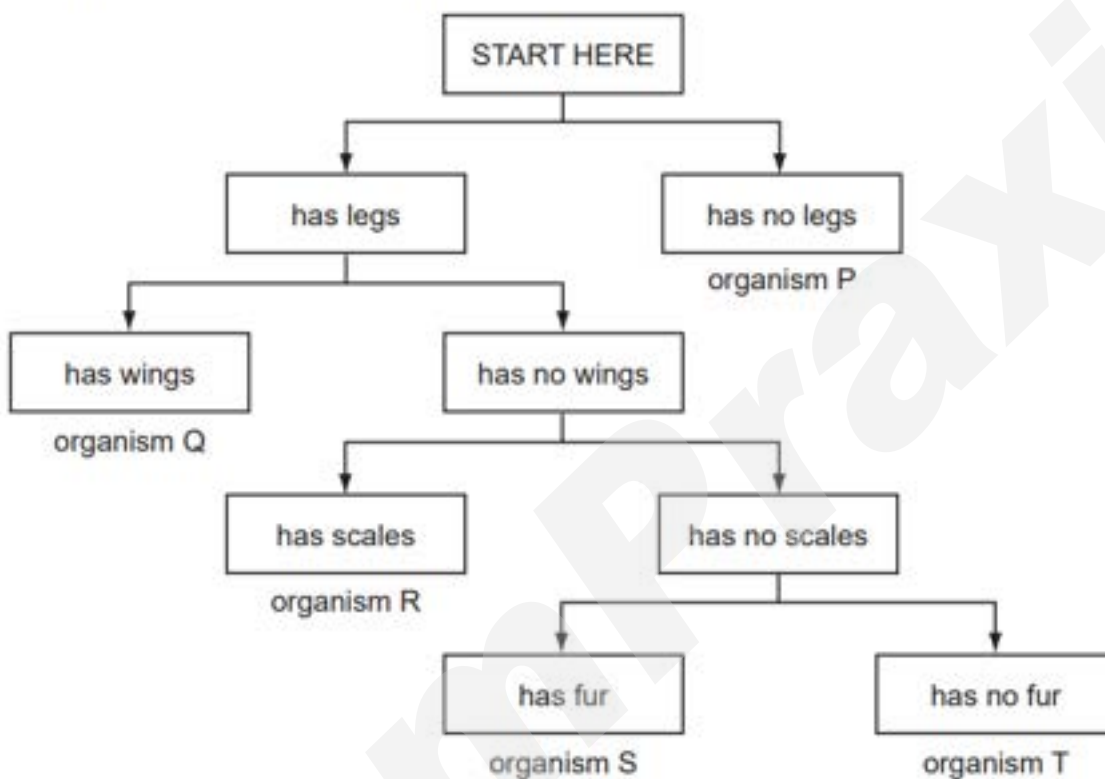 START HERE
has legs
has no legs
organism P
has wings
has no wings
organism Q
has scales
has no scales
organism R
has fur
has no fur
organism S
organism T
mPraxi